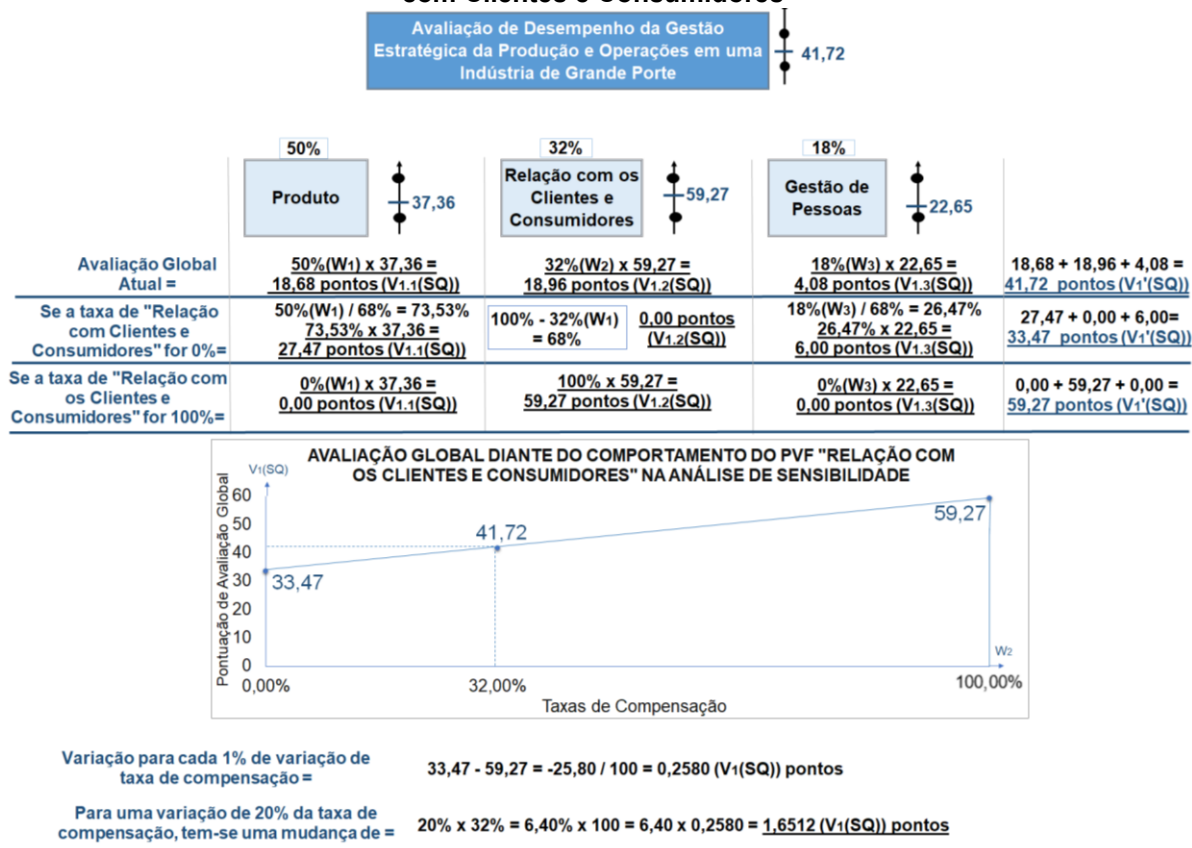 com Clientes e Consumidores
Avaliação de Desempenho da Gestão
Estratégica da Produção e Operações em uma
Indústria de Grande Porte
41,72
50%
32%
18%
Produto
37,36
Relação com os
Clientes e
Consumidores
59,27
Gestão de
Pessoas
22,65
Avaliação Global
Atual =
50%(W1) x 37,36 =
18,68 pontos (V1.1(SQ))
32%(W2) x 59,27 =
18,96 pontos (V1.2(SQ))
18%(W3) x 22,65 =
4,08 pontos (V1.3(SQ))
18,68 + 18,96 + 4,08 =
41,72 pontos (V1'(SQ))
Se a taxa de "Relação
com Clientes e
Consumidores" for 0%=
50%(W1) / 68% = 73,53%
73,53% x 37,36 =
27,47 pontos (V1.1(SQ))
100% - 32%(W1)
= 68%
0,00 pontos
(V1.2(SQ))
18%(W3) / 68% = 26,47%
26,47% x 22,65 =
6,00 pontos (V1.3(SQ))
27,47 + 0,00 + 6,00=
33,47 pontos (V1'(SQ))
Se a taxa de "Relação com
os Clientes e
Consumidores" for 100%=
0%(W1) x 37,36 =
0,00 pontos (V1.1(SQ))
100% x 59,27 =
59,27 pontos (V1.2(SQ))
0%(W3) x 22,65 =
0,00 pontos (V1.3(SQ))
0,00 + 59,27 + 0,00 =
59,27 pontos (V1'(SQ))
AVALIAÇÃO GLOBAL DIANTE DO COMPORTAMENTO DO PVF "RELAÇÃO COM
OS CLIENTES E CONSUMIDORES" NA ANÁLISE DE SENSIBILIDADE
V1(SQ)
Pontuação de Avaliação Global
60
50
40
30
20
10
0
33,47
41,72
59,27
W2
0,00%
32,00%
100,00%
Taxas de Compensação
Variação para cada 1% de variação de
taxa de compensação =
33,47 - 59,27 = -25,80 / 100 = 0,2580 (V1(SQ)) pontos
Para uma variação de 20% da taxa de
compensação, tem-se uma mudança de =
20% x 32% = 6,40% x 100 = 6,40 x 0,2580 = 1,6512 (V1(SQ)) pontos